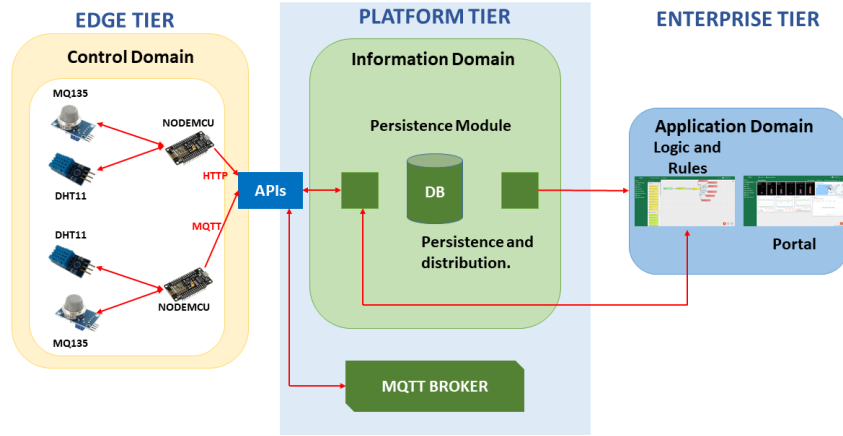 EDGE TIER
PLATFORM TIER
ENTERPRISE TIER
Control Domain
MQ135
NODEMCU
DHT11
HTTP
MQTT
DHT11
NODEMCU
MQ135
APIs
Information Domain
Persistence Module
DB
Persistence and
distribution.
MQTT BROKER
Application Domain
Logic and
Rules
Portal